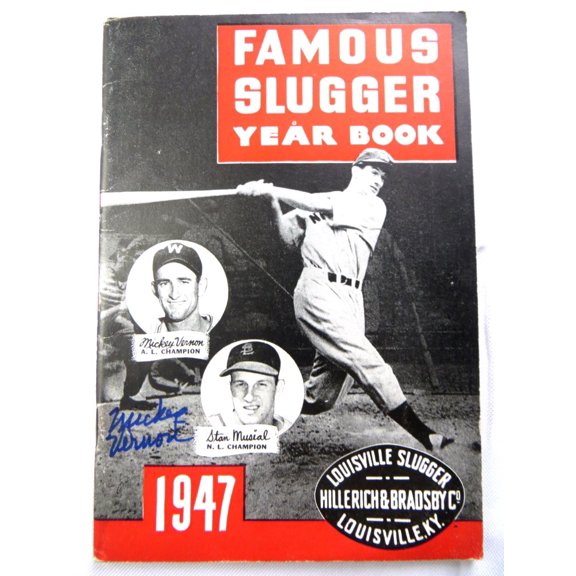 FAMOUS
SLUGGER
YEAR BOOK
W
Mickey Vernon
A. L. CHAMPION
Stan Musial
N. L. CHAMPION
Mickey
Vernon
1947
LOUISVILLE SLUGGER
HILLERICH & BRADSBY Co
LOUISVILLE, KY.